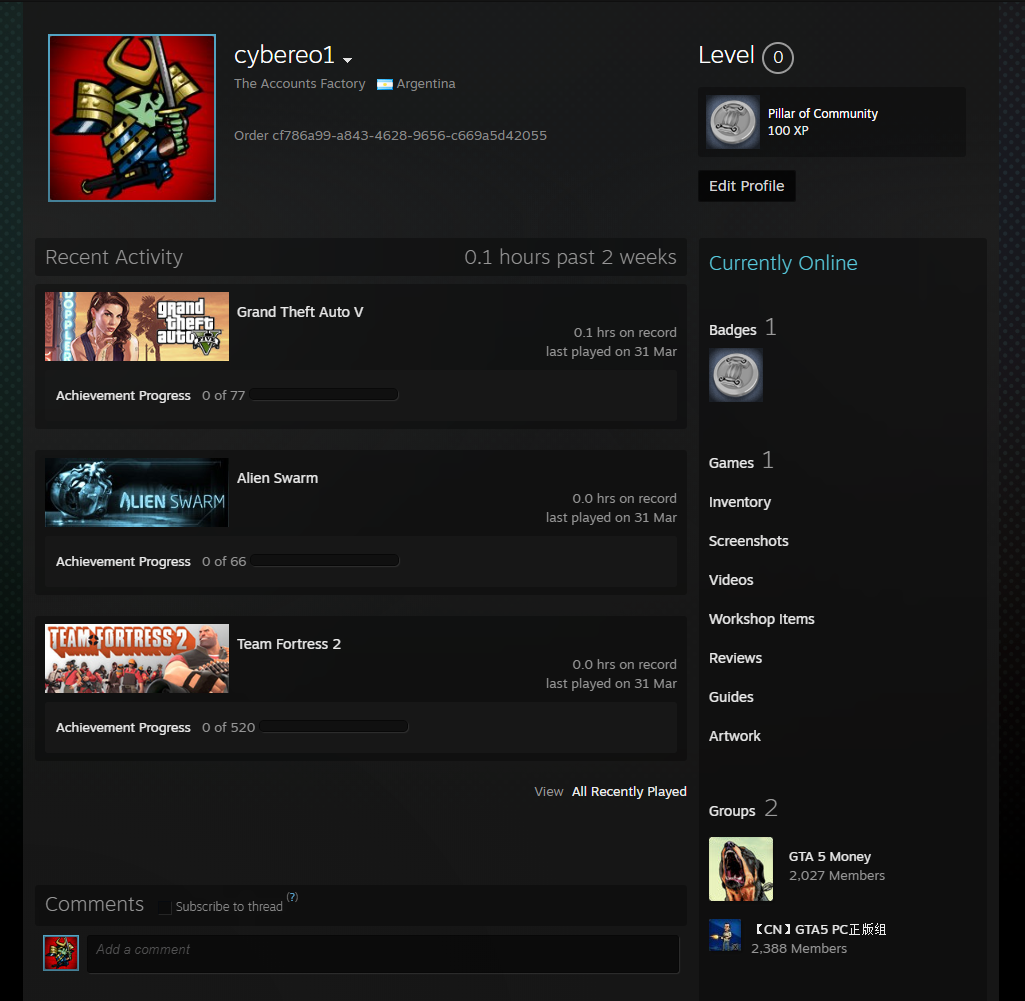 cybereo1
The Accounts Factory Argentina
Order cf786a99-a843-4628-9656-c669a5d42055
Level 0
Pillar of Community
100 XP
Edit Profile
Recent Activity 0.1 hours past 2 weeks
grand theft auto V
FIVE
Grand Theft Auto V
0.1 hrs on record
last played on 31 Mar
Achievement Progress 0 of 77
ALIEN SWARM
Alien Swarm
0.0 hrs on record
last played on 31 Mar
Achievement Progress 0 of 66
TEAM FORTRESS 2
Team Fortress 2
0.0 hrs on record
last played on 31 Mar
Achievement Progress 0 of 520
View All Recently Played
Comments Subscribe to thread (?)
Add a comment
Currently Online
Badges 1
Games 1
Inventory
Screenshots
Videos
Workshop Items
Reviews
Guides
Artwork
Groups 2
GTA 5 Money
2,027 Members
【CN】GTA5 PC正版组
2,388 Members